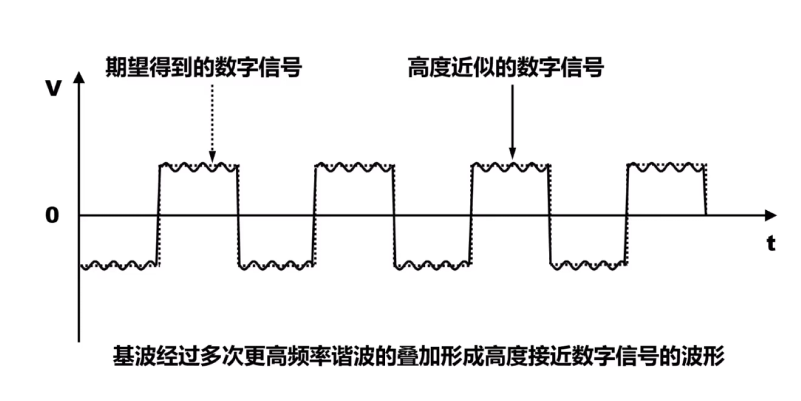 期望得到的数字信号
高度近似的数字信号
V
0
t
基波经过多次更高频率谐波的叠加形成高度接近数字信号的波形